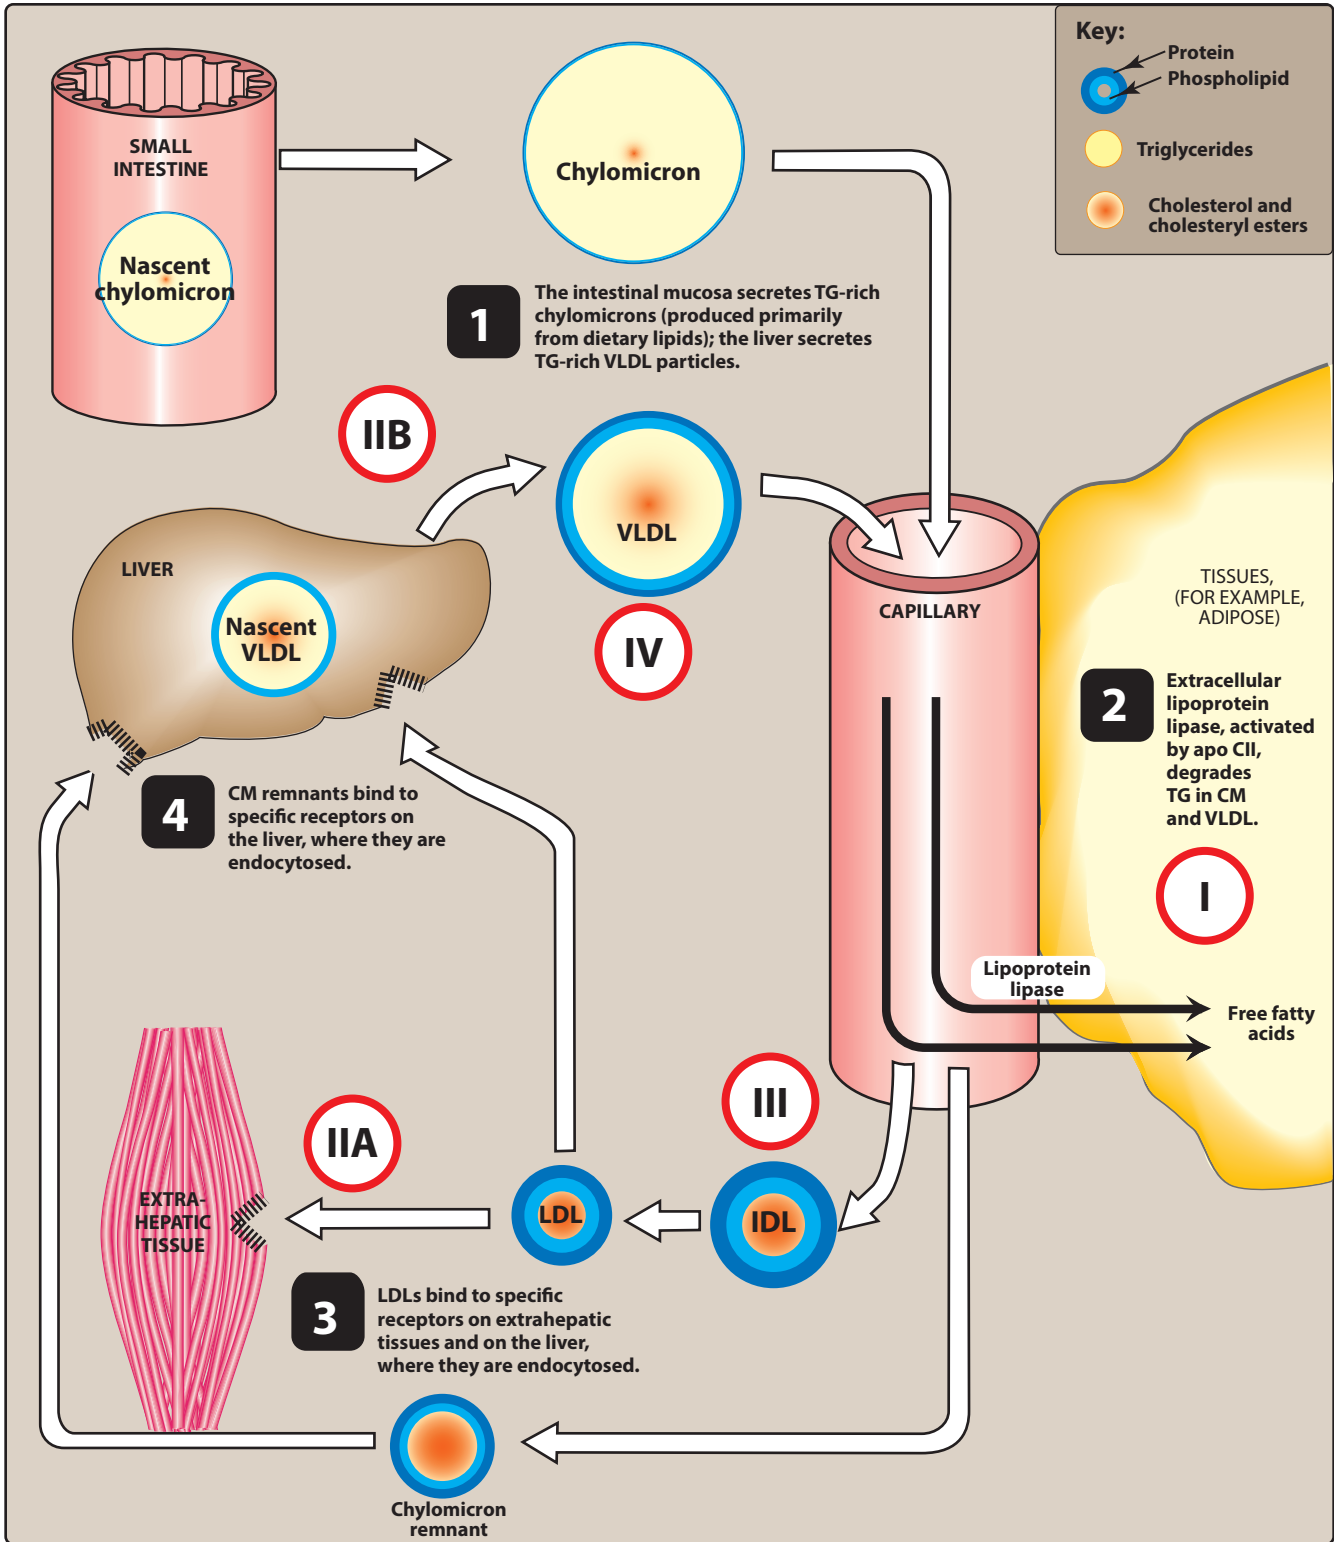 Key:
Protein
Phospholipid
Triglycerides
Cholesterol and
cholesteryl esters
SMALL
INTESTINE
Nascent
chylomicron
Chylomicron
1
The intestinal mucosa secretes TG-rich
chylomicrons (produced primarily
from dietary lipids); the liver secretes
TG-rich VLDL particles.
IIB
VLDL
IV
LIVER
Nascent
VLDL
CAPILLARY
TISSUES,
(FOR EXAMPLE,
ADIPOSE)
2
Extracellular
lipoprotein
lipase, activated
by apo CII,
degrades
TG in CM
and VLDL.
I
4
CM remnants bind to
specific receptors on
the liver, where they are
endocytosed.
Lipoprotein
lipase
Free fatty
acids
III
IIA
EXTRA-
HEPATIC
TISSUE
LDL
IDL
3
LDLs bind to specific
receptors on extrahepatic
tissues and on the liver,
where they are endocytosed.
Chylomicron
remnant